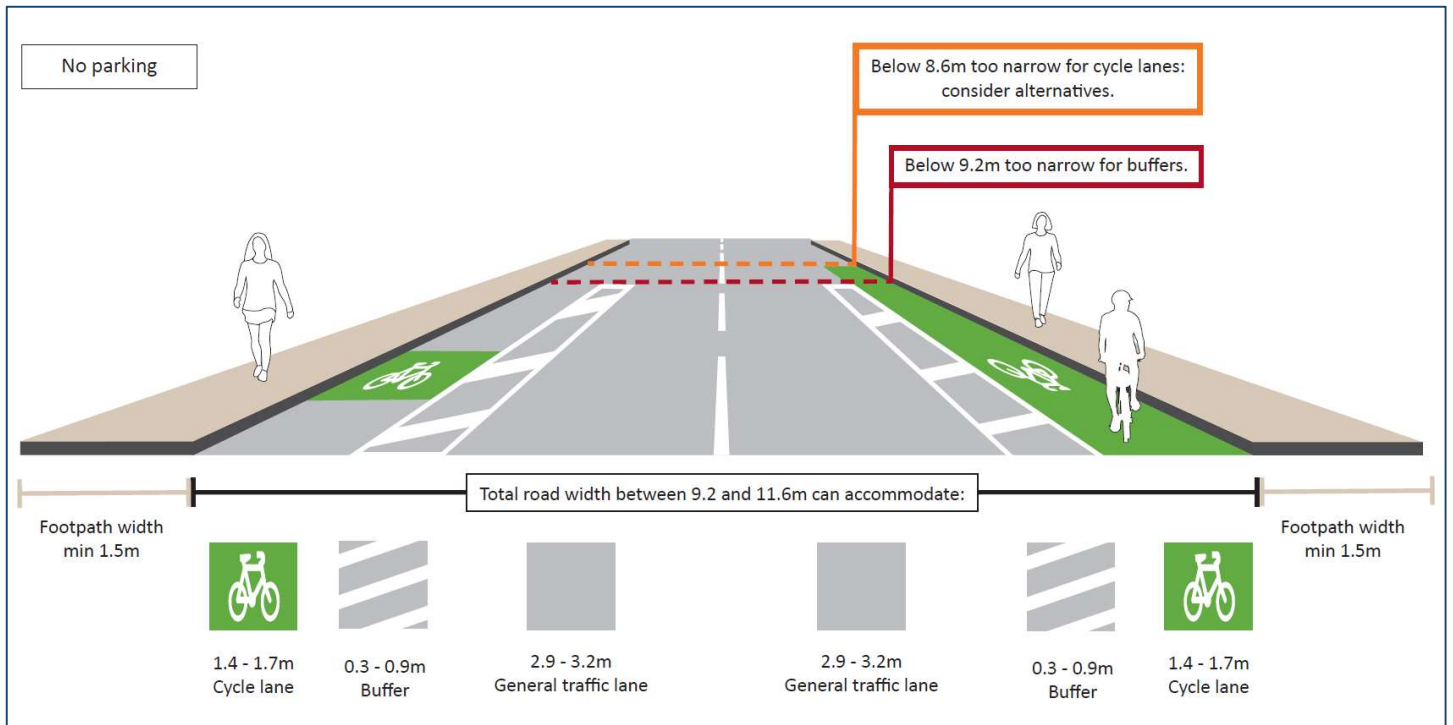 No parking
Below 8.6m too narrow for cycle lanes:
consider alternatives.
Below 9.2m too narrow for buffers.
Total road width between 9.2 and 11.6m can accommodate:
Footpath width
min 1.5m
Footpath width
min 1.5m
1.4 - 1.7m
Cycle lane
0.3 - 0.9m
Buffer
2.9 - 3.2m
General traffic lane
2.9 - 3.2m
General traffic lane
0.3 - 0.9m
Buffer
1.4 - 1.7m
Cycle lane